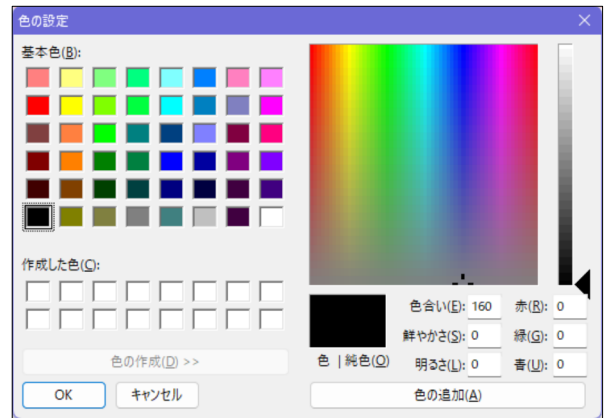 色の設定
基本色(B):
作成した色(C):
色の作成(D) >>
OK
キャンセル
色 | 純色(O)
色合い(E): 160
鮮やかさ(S): 0
明るさ(L): 0
赤(R): 0
緑(G): 0
青(U): 0
色の追加(A)